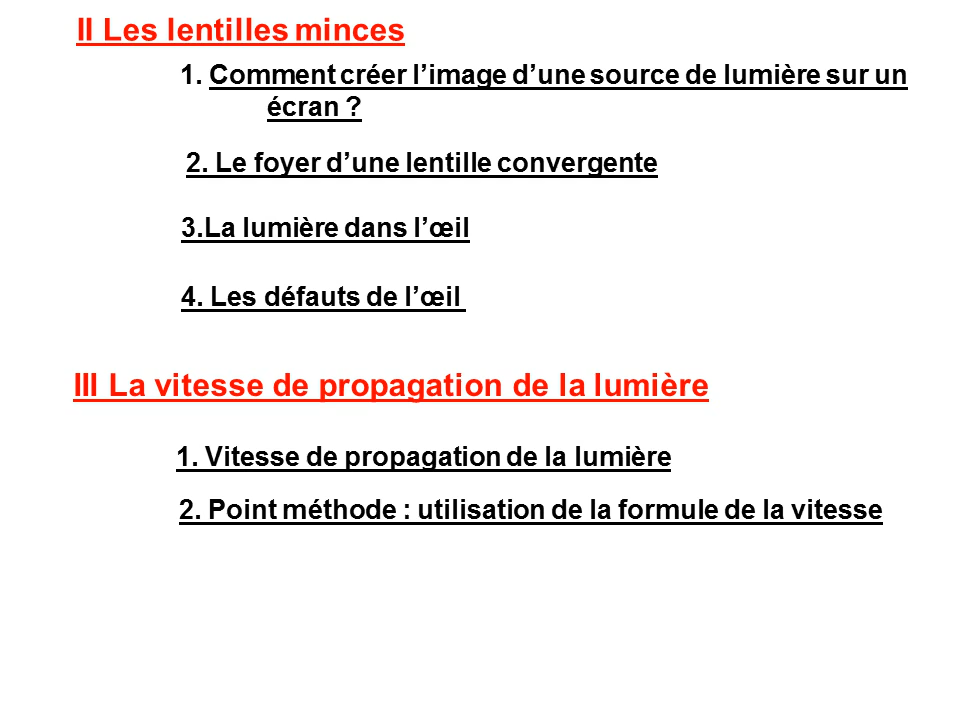 II Les lentilles minces
1. Comment créer l’image d’une source de lumière sur un
écran ?
2. Le foyer d’une lentille convergente
3.La lumière dans l’œil
4. Les défauts de l’œil
III La vitesse de propagation de la lumière
1. Vitesse de propagation de la lumière
2. Point méthode : utilisation de la formule de la vitesse